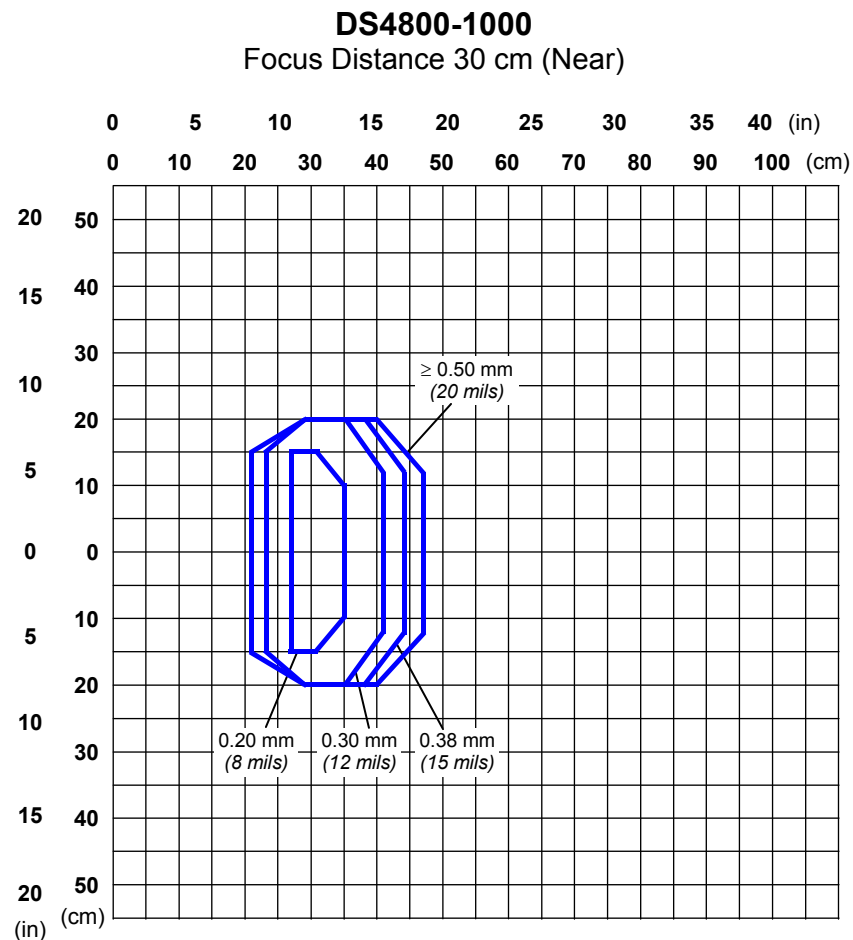 DS4800-1000
Focus Distance 30 cm (Near)
0 5 10 15 20 25 30 35 40 (in)
0 10 20 30 40 50 60 70 80 90 100 (cm)
20 50
15 40
30
10
≥ 0.50 mm
(20 mils)
20
5
10
0 0
10
5
20
10
0.20 mm 0.30 mm 0.38 mm
(8 mils) (12 mils) (15 mils)
30
15 40
20 50
(in) (cm)